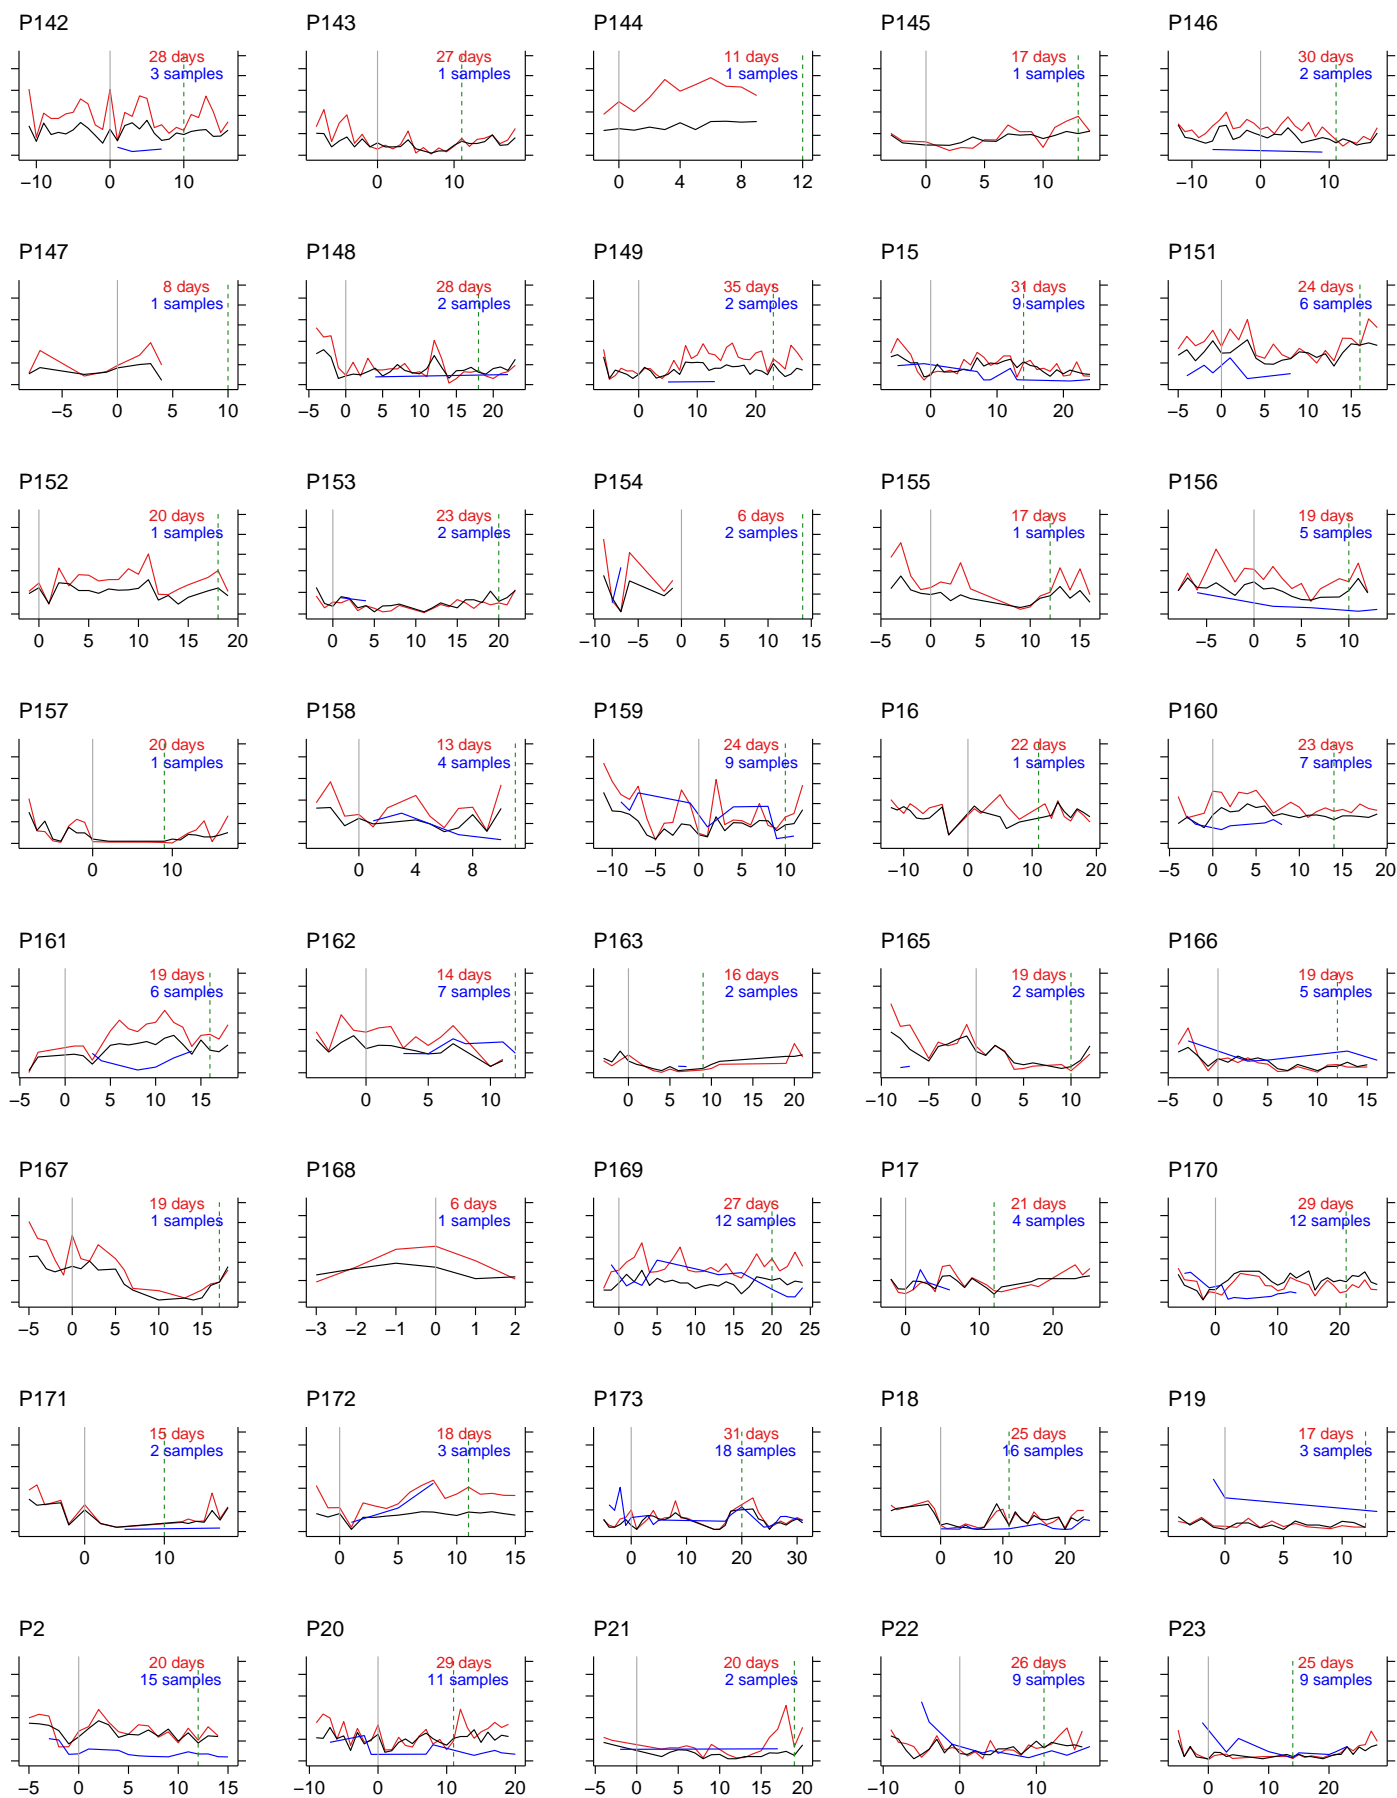 P142 P143 P144 P145 P146
28 days 27 days 11 days 17 days 30 days
3 samples 1 samples 1 samples 1 samples 2 samples
−10 0 10 0 10 0 4 8 12 0 5 10 −10 0 10
P147 P148 P149 P15 P151
8 days 28 days 35 days 31 days 24 days
1 samples 2 samples 2 samples 9 samples 6 samples
−5 0 5 10 −5 0 5 10 15 20 0 10 20 0 10 20 −5 0 5 10 15
P152 P153 P154 P155 P156
20 days 23 days 6 days 17 days 19 days
1 samples 2 samples 2 samples 1 samples 5 samples
0 5 10 15 20 0 5 10 15 20 −10 −5 0 5 10 15 −5 0 5 10 15 −5 0 5 10
P157 P158 P159 P16 P160
20 days 13 days 24 days 22 days 23 days
1 samples 4 samples 9 samples 1 samples 7 samples
0 10 0 4 8 −10 −5 0 5 10 −10 0 10 20 0 5 10 15 20
P161 P162 P163 P165 P166
19 days 14 days 16 days 19 days 19 days
6 samples 7 samples 2 samples 2 samples 5 samples
−5 0 5 10 15 0 5 10 0 5 10 15 20 −10 −5 0 5 10 −5 0 5 10 15
P167 P168 P169 P17 P170
19 days 6 days 27 days 21 days 29 days
1 samples 1 samples 12 samples 4 samples 12 samples
−5 0 5 10 15 −3 −2 −1 0 1 2 0 5 10 15 20 25 0 10 20 0 10 20
P171 P172 P173 P18 P19
15 days 18 days 31 days 25 days 17 days
2 samples 3 samples 18 samples 16 samples 3 samples
0 10 0 5 10 15 0 10 20 30 0 10 20 0 5 10
P2 P20 P21 P22 P23
20 days 29 days 20 days 26 days 25 days
15 samples 11 samples 2 samples 9 samples 9 samples
−5 0 5 10 15 −10 0 10 20 −5 0 5 10 15 20 −10 0 10 0 10 20